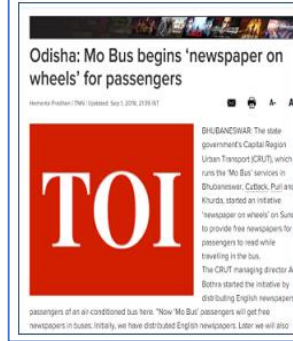 Odisha: Mo Bus begins ‘newspaper on
wheels’ for passengers
Hemanta Pradhan / TNN / Updated: Sep 1, 2019, 21:39 IST
A- A
TOI
BHUBANESWAR: The state
government's Capital Region
Urban Transport (CRUT), which
runs the 'Mo Bus' services in
Bhubaneswar, Cuttack, Puri and
Khurda, started an initiative
'newspaper on wheels' on Sun
to provide free newspapers for
passengers to read while
travelling in the bus.
The CRUT managing director A
Bothra started the initiative by
distributing English newspapers
passengers of an air-conditioned bus here. "Now 'Mo Bus' passengers will get free
newspapers in buses. Initially, we have distributed English newspapers. Later we will also